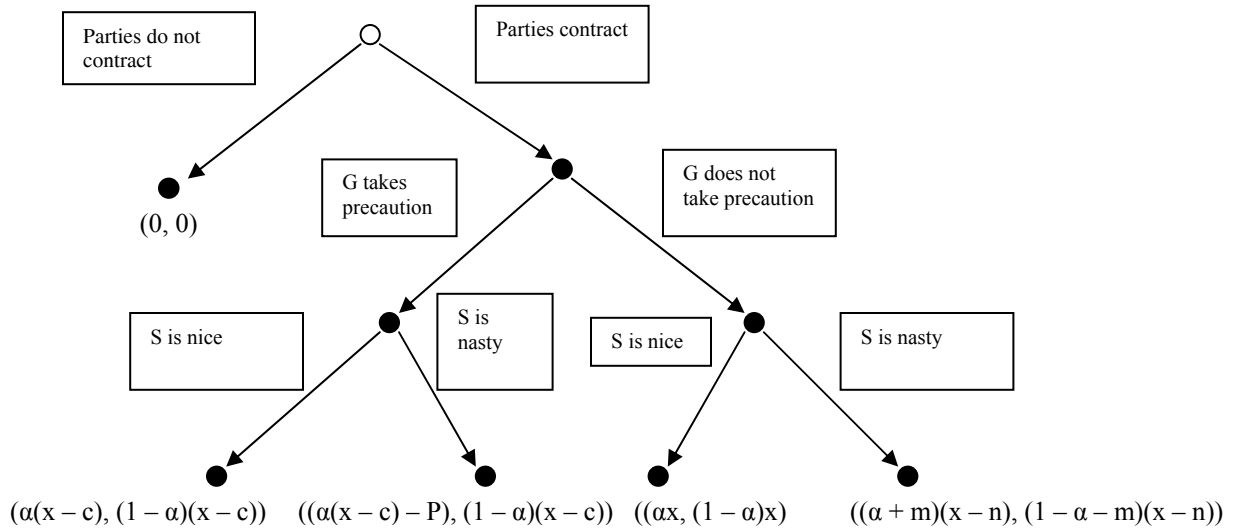 Parties do not
contract
Parties contract
G takes
precaution
G does not
take precaution
(0, 0)
S is nice
S is
nasty
S is nice
S is nasty
(α(x – c), (1 – α)(x – c))
((α(x – c) – P), (1 – α)(x – c))
((αx, (1 – α)x)
((α + m)(x – n), (1 – α – m)(x – n))